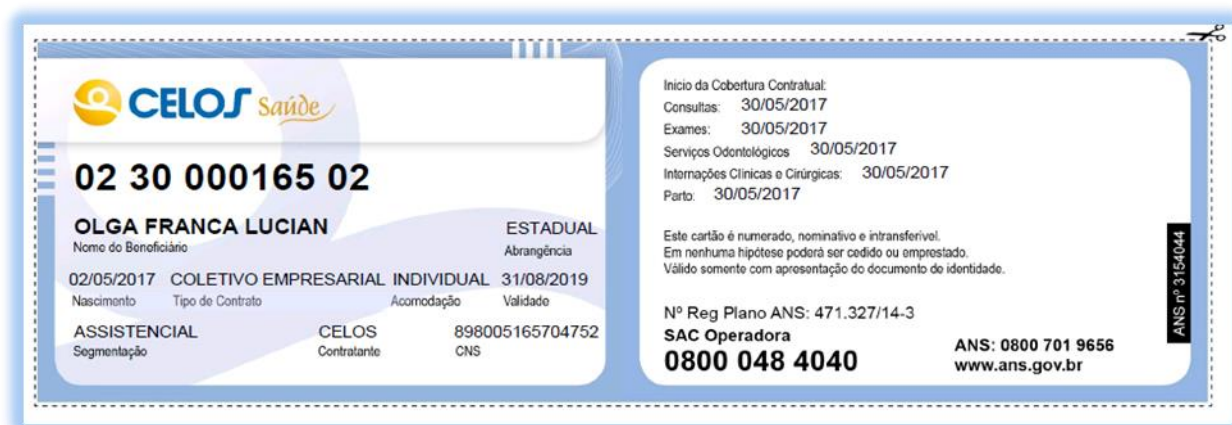 CELOS Saúde
02 30 000165 02
OLGA FRANCA LUCIAN
Nome do Beneficiário
ESTADUAL
Abrangência
02/05/2017 COLETIVO EMPRESARIAL INDIVIDUAL 31/08/2019
Nascimento Tipo de Contrato Acomodação Validade
ASSISTENCIAL CELOS 898005165704752
Segmentação Contratante CNS
Inicio da Cobertura Contratual:
Consultas: 30/05/2017
Exames: 30/05/2017
Serviços Odontológicos 30/05/2017
Internações Clínicas e Cirúrgicas: 30/05/2017
Parto: 30/05/2017
Este cartão é numerado, nominativo e intransferível.
Em nenhuma hipótese poderá ser cedido ou emprestado.
Válido somente com apresentação do documento de identidade.
Nº Reg Plano ANS: 471.327/14-3
SAC Operadora
0800 048 4040
ANS: 0800 701 9656
www.ans.gov.br
ANS nº 3154044